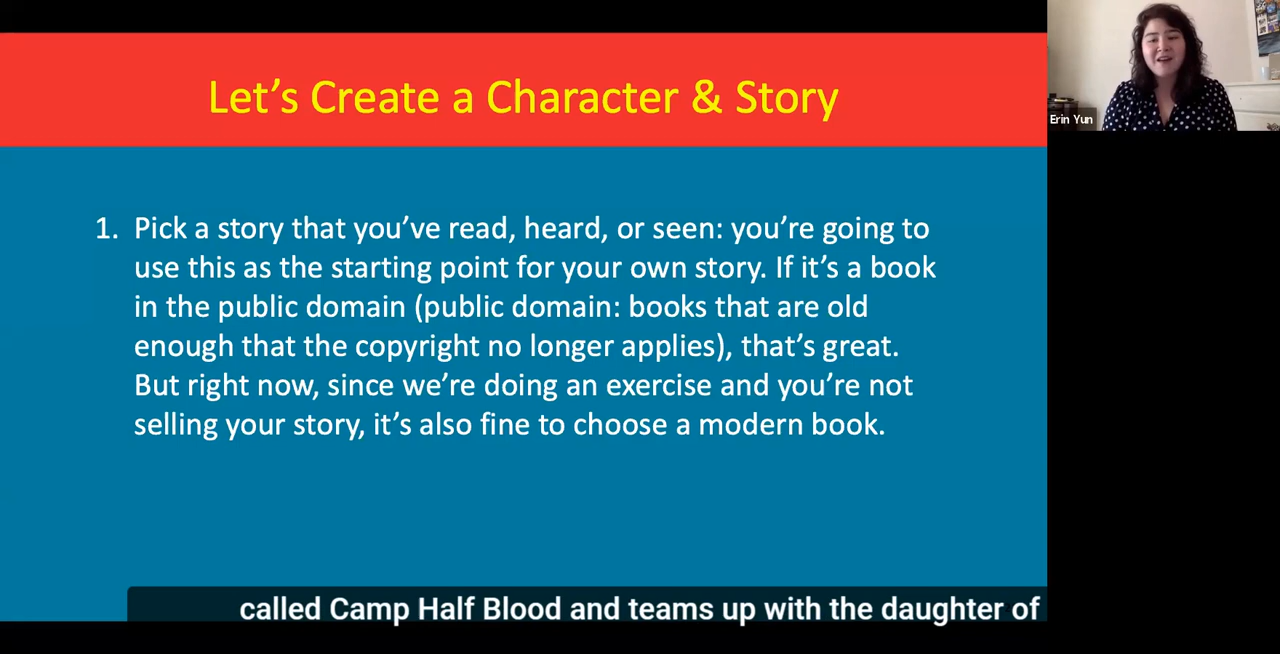 Let's Create a Character & Story
Erin Yun
1. Pick a story that you've read, heard, or seen: you're going to
use this as the starting point for your own story. If it's a book
in the public domain (public domain: books that are old
enough that the copyright no longer applies), that's great.
But right now, since we're doing an exercise and you're not
selling your story, it's also fine to choose a modern book.
called Camp Half Blood and teams up with the daughter of